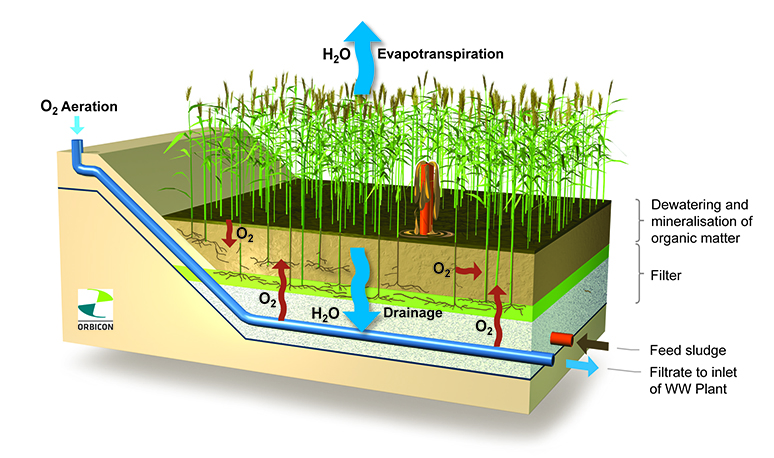 H₂O Evapotranspiration
O₂ Aeration
Dewatering and
mineralisation of
organic matter
O₂
O₂
Filter
O₂
H₂O Drainage
O₂
ORBICON
Feed sludge
Filtrate to inlet
of WW Plant